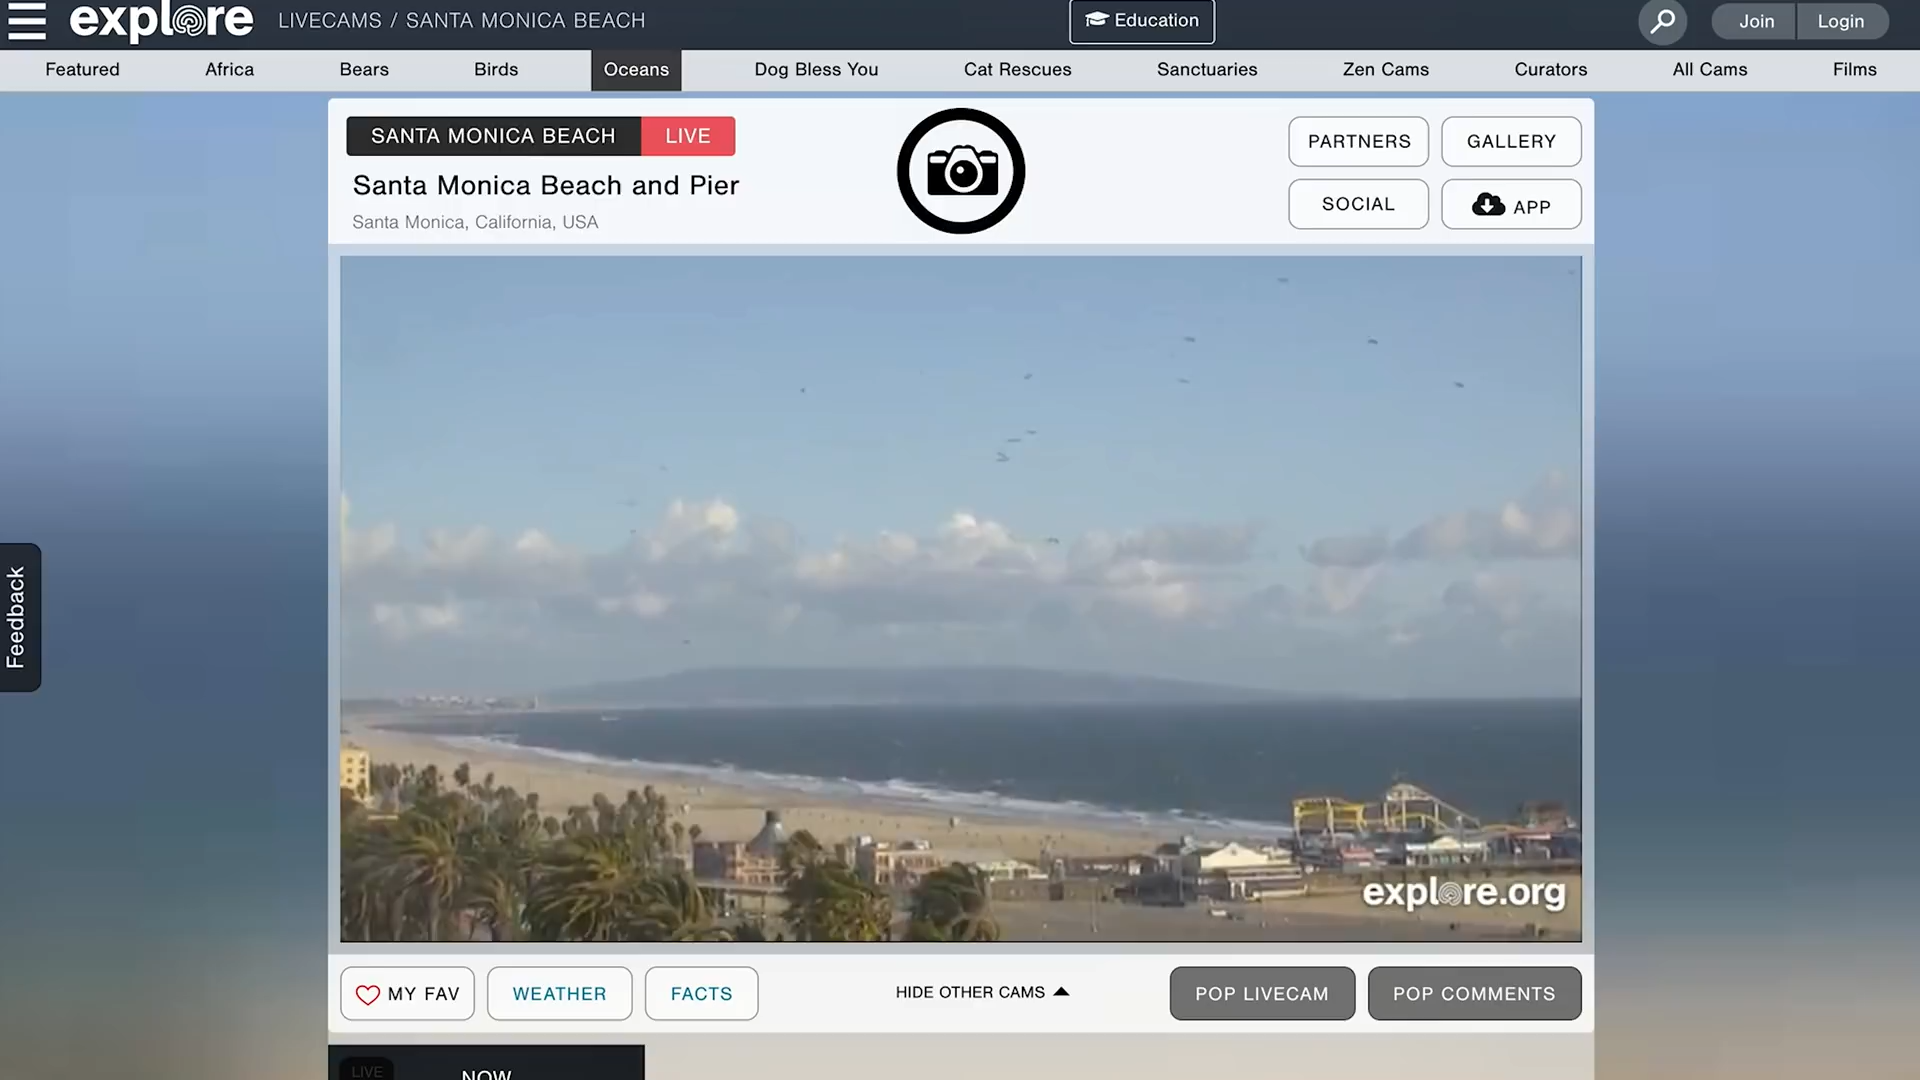 explore LIVECAMS / SANTA MONICA BEACH Education Join Login
Featured Africa Bears Birds Oceans Dog Bless You Cat Rescues Sanctuaries Zen Cams Curators All Cams Films
SANTA MONICA BEACH LIVE
Santa Monica Beach and Pier
Santa Monica, California, USA
PARTNERS GALLERY
SOCIAL APP
Feedback
explore.org
MY FAV WEATHER FACTS HIDE OTHER CAMS POP LIVECAM POP COMMENTS
LIVE NOW